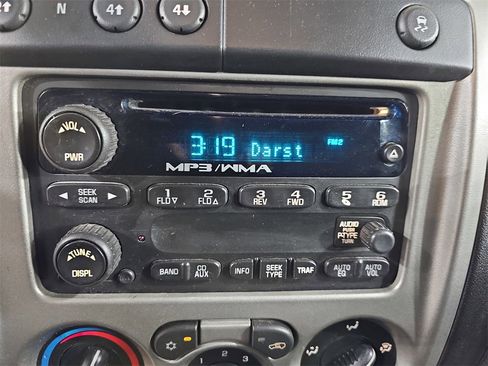 2 N 4 4
3:19 Darst FM2
VOL
PWR
MP3/WMA
SEEK
SCAN
1 2 3 4 5 6
FLD FLD REV FWD RDM
AUDIO
PUSH
P-TYPE
TURN
TUNE
DISPL
BAND CD AUX INFO SEEK TYPE TRAF AUTO EQ AUTO VOL
1 2 3